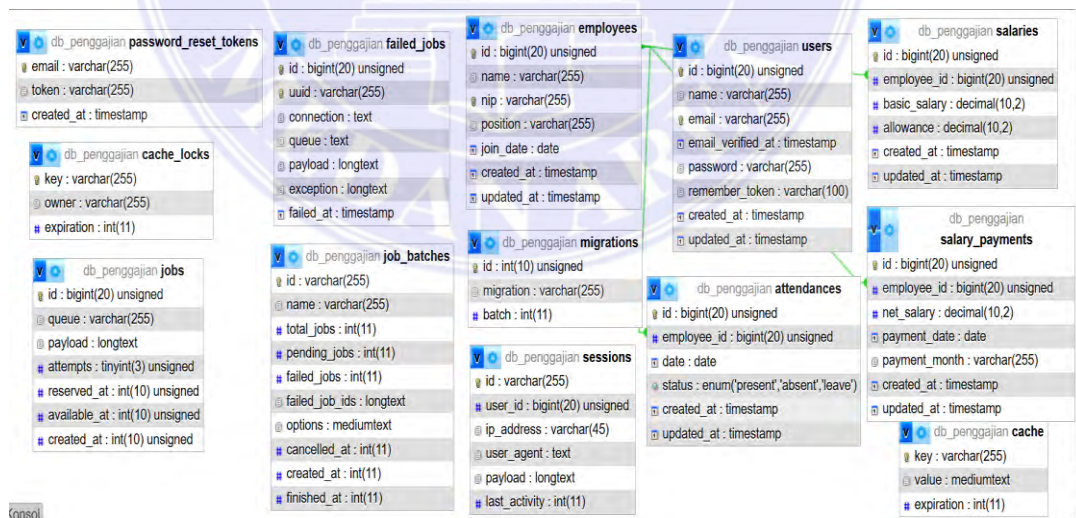 db_penggajian password_reset_tokens
email : varchar(255)
token : varchar(255)
created_at : timestamp
db_penggajian cache_locks
key : varchar(255)
owner : varchar(255)
expiration : int(11)
db_penggajian jobs
id : bigint(20) unsigned
queue : varchar(255)
payload : longtext
attempts : tinyint(3) unsigned
reserved_at : int(10) unsigned
available_at : int(10) unsigned
created_at : int(10) unsigned
db_penggajian failed_jobs
id : bigint(20) unsigned
uuid : varchar(255)
connection : text
queue : text
payload : longtext
exception : longtext
failed_at : timestamp
db_penggajian job_batches
id : varchar(255)
name : varchar(255)
total_jobs : int(11)
pending_jobs : int(11)
failed_jobs : int(11)
failed_job_ids : longtext
options : mediumtext
cancelled_at : int(11)
created_at : int(11)
finished_at : int(11)
db_penggajian employees
id : bigint(20) unsigned
name : varchar(255)
nip : varchar(255)
position : varchar(255)
join_date : date
created_at : timestamp
updated_at : timestamp
db_penggajian migrations
id : int(10) unsigned
migration : varchar(255)
batch : int(11)
db_penggajian sessions
id : varchar(255)
user_id : bigint(20) unsigned
ip_address : varchar(45)
user_agent : text
payload : longtext
last_activity : int(11)
db_penggajian users
id : bigint(20) unsigned
name : varchar(255)
email : varchar(255)
email_verified_at : timestamp
password : varchar(255)
remember_token : varchar(100)
created_at : timestamp
updated_at : timestamp
db_penggajian attendances
id : bigint(20) unsigned
employee_id : bigint(20) unsigned
date : date
status : enum('present','absent','leave')
created_at : timestamp
updated_at : timestamp
db_penggajian salaries
id : bigint(20) unsigned
employee_id : bigint(20) unsigned
basic_salary : decimal(10,2)
allowance : decimal(10,2)
created_at : timestamp
updated_at : timestamp
db_penggajian
salary_payments
id : bigint(20) unsigned
employee_id : bigint(20) unsigned
net_salary : decimal(10,2)
payment_date : date
payment_month : varchar(255)
created_at : timestamp
updated_at : timestamp
db_penggajian cache
key : varchar(255)
value : mediumtext
expiration : int(11)
Konsol